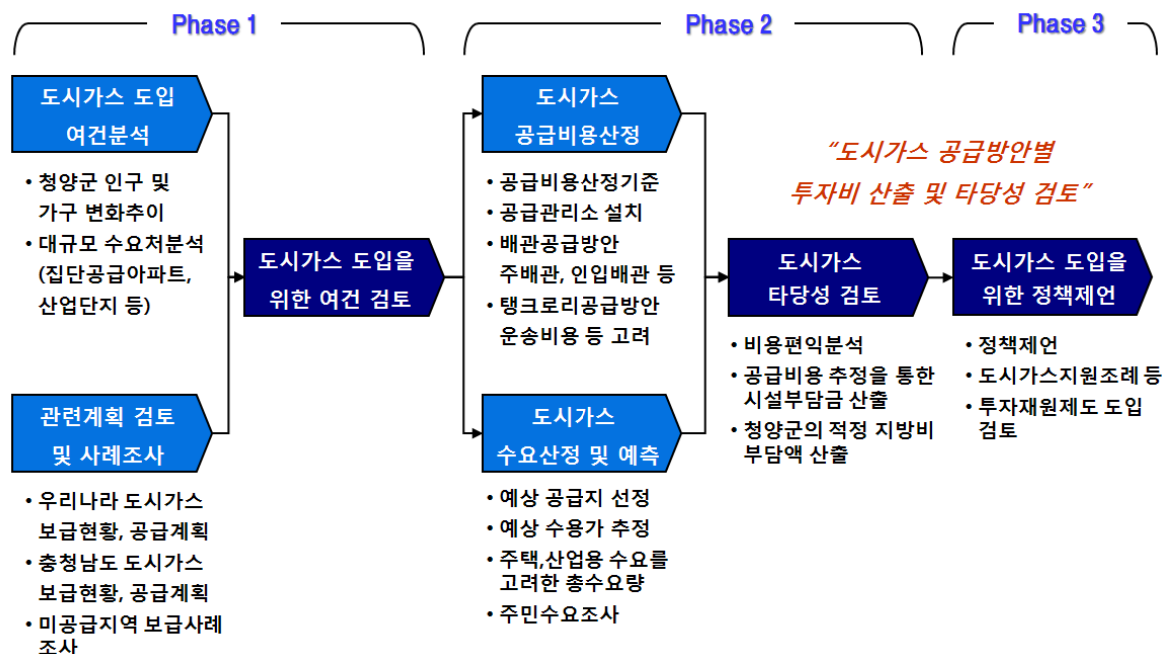 Phase 1
Phase 2
Phase 3
도시가스 도입
여건분석
• 청양군 인구 및
가구 변화추이
• 대규모 수요처분석
(집단공급아파트,
산업단지 등)
관련계획 검토
및 사례조사
• 우리나라 도시가스
보급현황, 공급계획
• 충청남도 도시가스
보급현황, 공급계획
• 미공급지역 보급사례
조사
도시가스 도입을
위한 여건 검토
도시가스
공급비용산정
• 공급비용산정기준
• 공급관리소 설치
• 배관공급방안
주배관, 인입배관 등
• 탱크로리공급방안
운송비용 등 고려
도시가스
수요산정 및 예측
• 예상 공급지 선정
• 예상 수용가 추정
• 주택,산업용 수요를
고려한 총수요량
• 주민수요조사
“도시가스 공급방안별
투자비 산출 및 타당성 검토”
도시가스
타당성 검토
• 비용편익분석
• 공급비용 추정을 통한
시설부담금 산출
• 청양군의 적정 지방비
부담액 산출
도시가스 도입을
위한 정책제언
• 정책제언
• 도시가스지원조례 등
• 투자재원제도 도입
검토